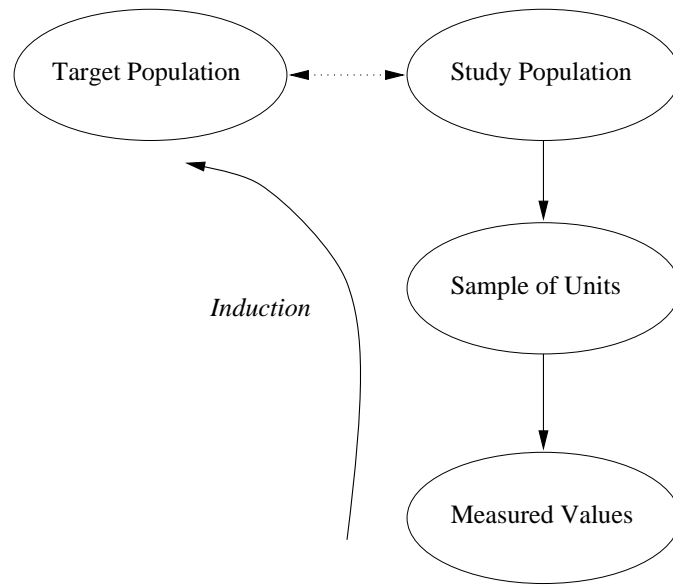 Target Population
Study Population
Sample of Units
Induction
Measured Values